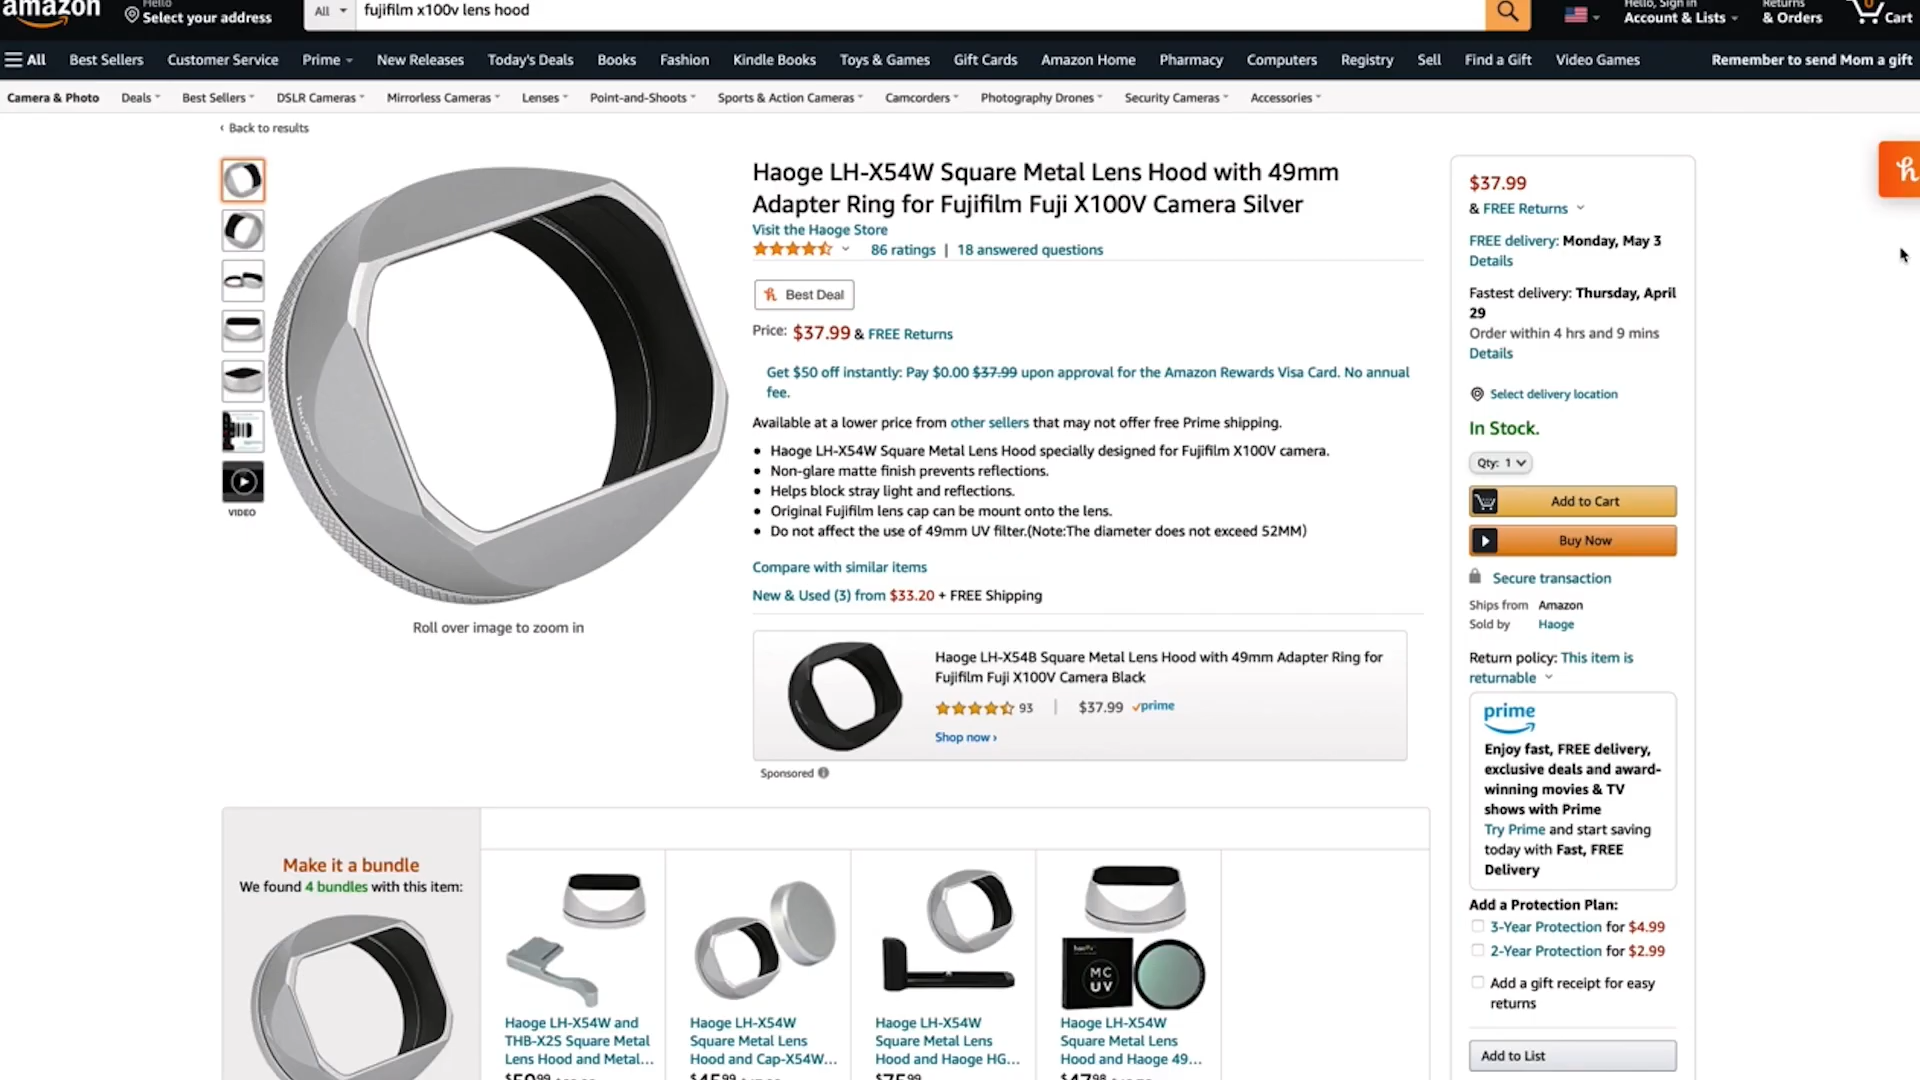 amazon
Hello
Select your address
All
fujifilm x100v lens hood
Hello, Sign in
Account & Lists
Returns
& Orders
0
Cart
All
Best Sellers
Customer Service
Prime
New Releases
Today's Deals
Books
Fashion
Kindle Books
Toys & Games
Gift Cards
Amazon Home
Pharmacy
Computers
Registry
Sell
Find a Gift
Video Games
Remember to send Mom a gift
Camera & Photo
Deals
Best Sellers
DSLR Cameras
Mirrorless Cameras
Lenses
Point-and-Shoots
Sports & Action Cameras
Camcorders
Photography Drones
Security Cameras
Accessories
‹ Back to results
VIDEO
Roll over image to zoom in
Haoge LH-X54W Square Metal Lens Hood with 49mm
Adapter Ring for Fujifilm Fuji X100V Camera Silver
Visit the Haoge Store
86 ratings | 18 answered questions
h Best Deal
Price: $37.99 & FREE Returns
Get $50 off instantly: Pay $0.00 $37.99 upon approval for the Amazon Rewards Visa Card. No annual
fee.
Available at a lower price from other sellers that may not offer free Prime shipping.
• Haoge LH-X54W Square Metal Lens Hood specially designed for Fujifilm X100V camera.
• Non-glare matte finish prevents reflections.
• Helps block stray light and reflections.
• Original Fujifilm lens cap can be mount onto the lens.
• Do not affect the use of 49mm UV filter.(Note:The diameter does not exceed 52MM)
Compare with similar items
New & Used (3) from $33.20 + FREE Shipping
Haoge LH-X54B Square Metal Lens Hood with 49mm Adapter Ring for
Fujifilm Fuji X100V Camera Black
93 | $37.99 prime
Shop now ›
Sponsored
$37.99
& FREE Returns
FREE delivery: Monday, May 3
Details
Fastest delivery: Thursday, April
29
Order within 4 hrs and 9 mins
Details
Select delivery location
In Stock.
Qty: 1
Add to Cart
Buy Now
Secure transaction
Ships from Amazon
Sold by Haoge
Return policy: This item is
returnable
prime
Enjoy fast, FREE delivery,
exclusive deals and award-
winning movies & TV
shows with Prime
Try Prime and start saving
today with Fast, FREE
Delivery
Add a Protection Plan:
3-Year Protection for $4.99
2-Year Protection for $2.99
Add a gift receipt for easy
returns
Add to List
h
Make it a bundle
We found 4 bundles with this item:
MC
UV
Haoge LH-X54W and
THB-X2S Square Metal
Lens Hood and Metal...
Haoge LH-X54W
Square Metal Lens
Hood and Cap-X54W...
Haoge LH-X54W
Square Metal Lens
Hood and Haoge HG...
Haoge LH-X54W
Square Metal Lens
Hood and Haoge 49...
$59.99
$45.99
$75.99
$47.98